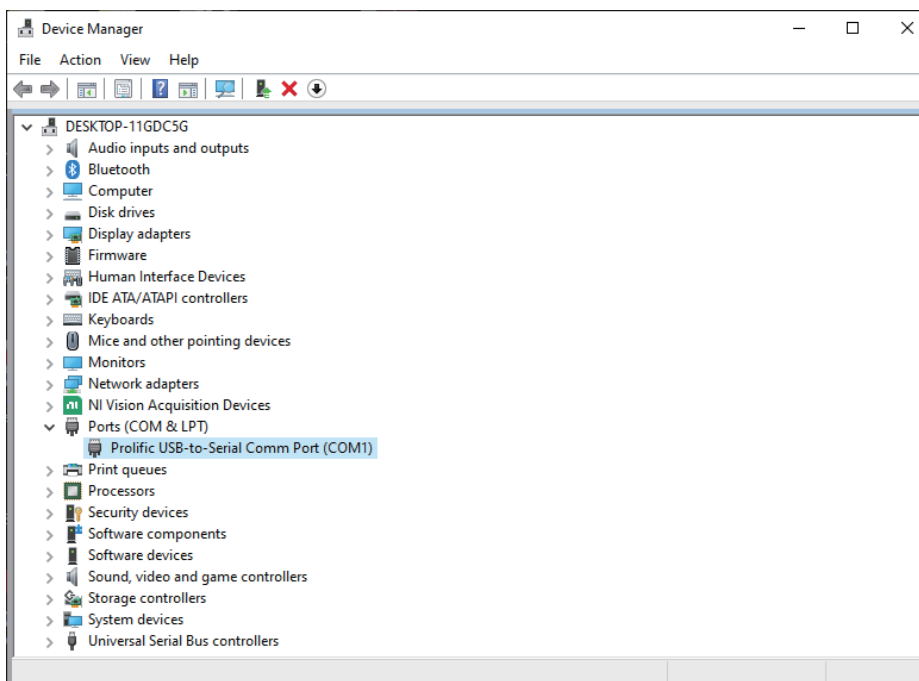 Device Manager
File Action View Help
DESKTOP-11GDC5G
Audio inputs and outputs
Bluetooth
Computer
Disk drives
Display adapters
Firmware
Human Interface Devices
IDE ATA/ATAPI controllers
Keyboards
Mice and other pointing devices
Monitors
Network adapters
NI Vision Acquisition Devices
Ports (COM & LPT)
Prolific USB-to-Serial Comm Port (COM1)
Print queues
Processors
Security devices
Software components
Software devices
Sound, video and game controllers
Storage controllers
System devices
Universal Serial Bus controllers